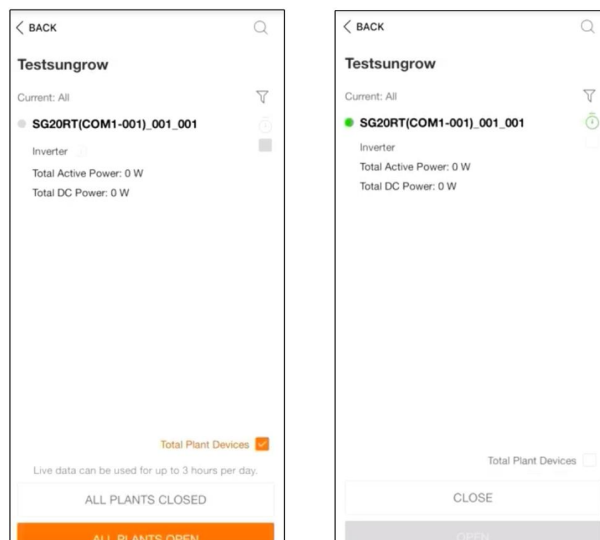 BACK
Testsungrow
Current: All
SG20RT(COM1-001)_001_001
Inverter
Total Active Power: 0 W
Total DC Power: 0 W
Total Plant Devices
Live data can be used for up to 3 hours per day.
ALL PLANTS CLOSED
ALL PLANTS OPEN
BACK
Testsungrow
Current: All
SG20RT(COM1-001)_001_001
Inverter
Total Active Power: 0 W
Total DC Power: 0 W
Total Plant Devices
CLOSE
OPEN